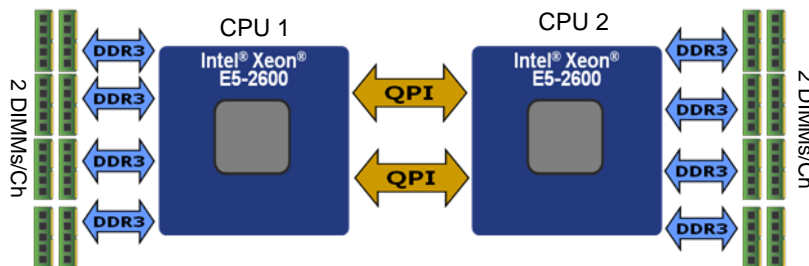 CPU 1
CPU 2
2 DIMMs/Ch
DDR3
DDR3
DDR3
DDR3
Intel® Xeon®
E5-2600
QPI
QPI
Intel® Xeon®
E5-2600
DDR3
DDR3
DDR3
DDR3
2 DIMMs/Ch